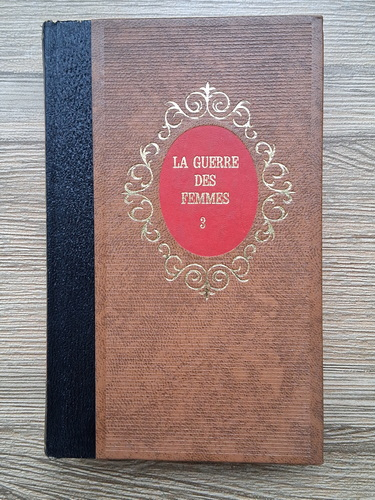 LA GUERRE
DES
FEMMES
3